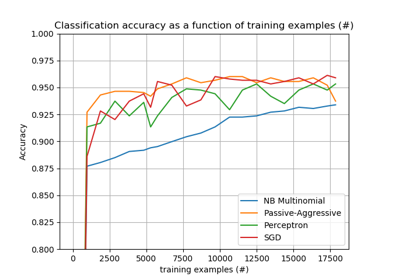 Classification accuracy as a function of training examples (#)
1.000
0.975
0.950
0.925
0.900
0.875
0.850
0.825
0.800
Accuracy
0 2500 5000 7500 10000 12500 15000 17500
training examples (#)
NB Multinomial
Passive-Aggressive
Perceptron
SGD